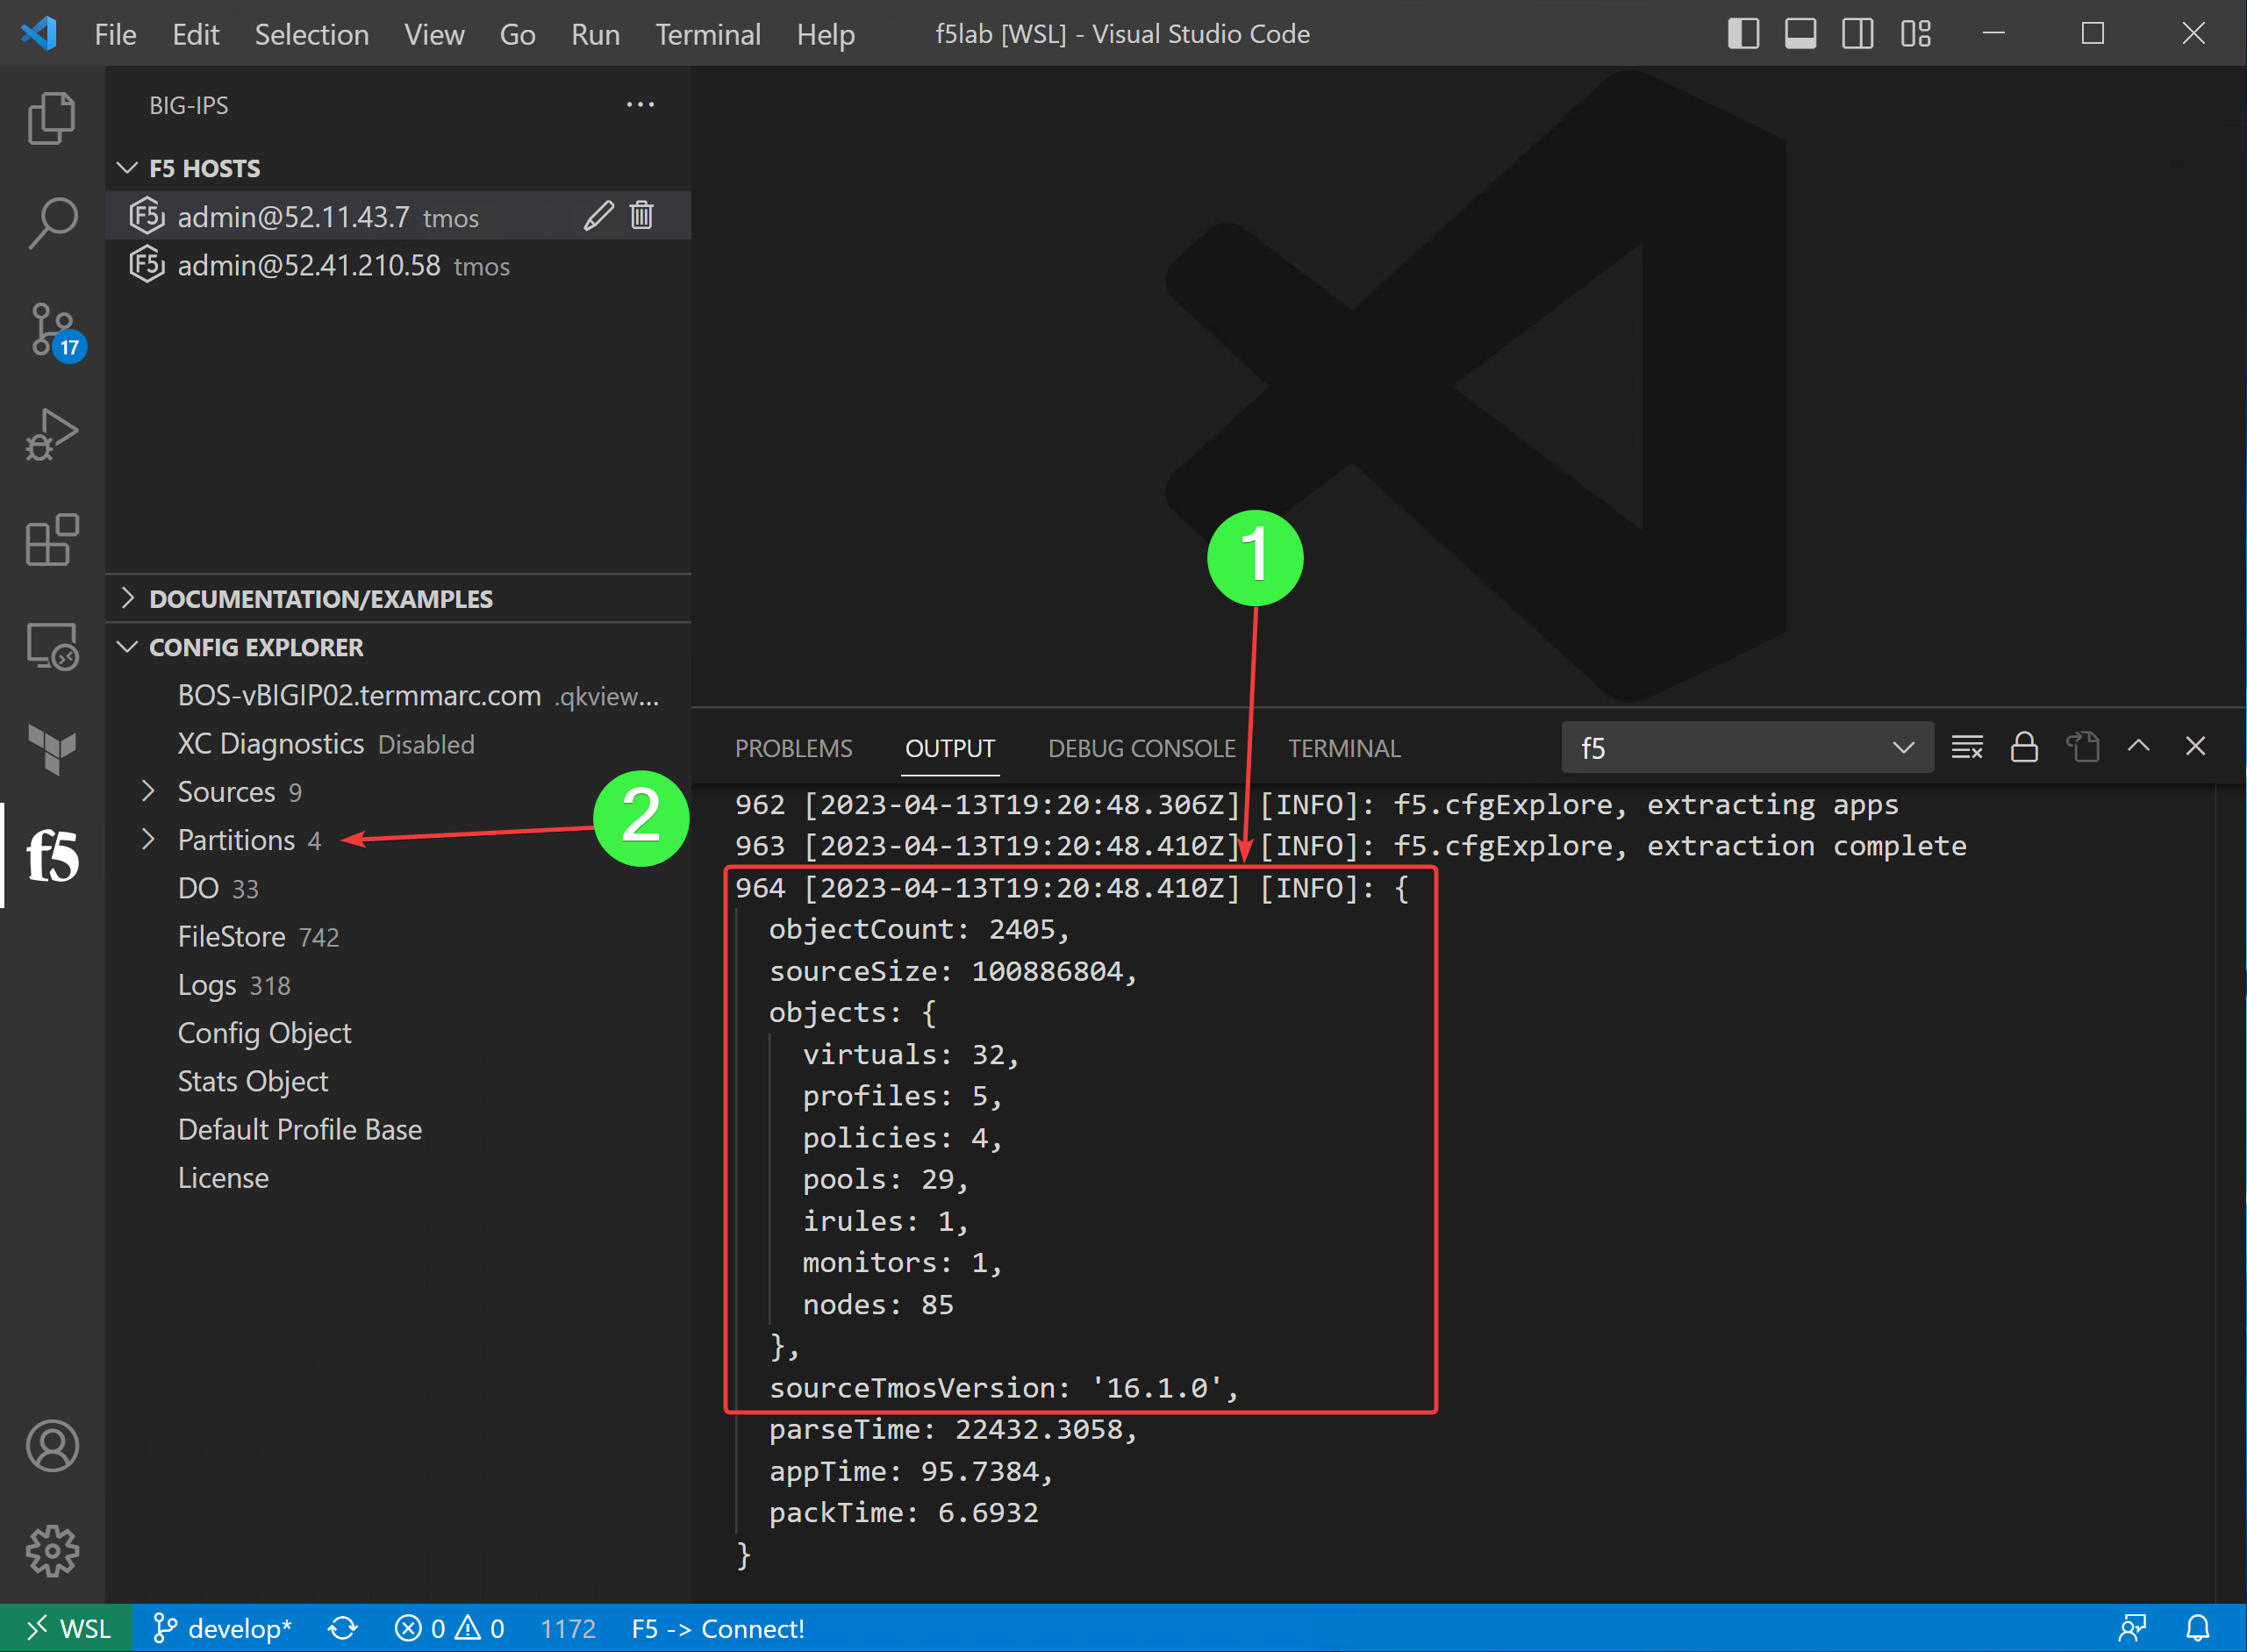 File Edit Selection View Go Run Terminal Help
f5lab [WSL] - Visual Studio Code
BIG-IPS
F5 HOSTS
admin@52.11.43.7 tmos
admin@52.41.210.58 tmos
17
DOCUMENTATION/EXAMPLES
CONFIG EXPLORER
BOS-vBIGIP02.termmarc.com .qkview...
XC Diagnostics Disabled
Sources 9
Partitions 4
DO 33
FileStore 742
Logs 318
Config Object
Stats Object
Default Profile Base
License
f5
1
2
PROBLEMS OUTPUT DEBUG CONSOLE TERMINAL
f5
962 [2023-04-13T19:20:48.306Z] [INFO]: f5.cfgExplore, extracting apps
963 [2023-04-13T19:20:48.410Z] [INFO]: f5.cfgExplore, extraction complete
964 [2023-04-13T19:20:48.410Z] [INFO]: {
objectCount: 2405,
sourceSize: 100886804,
objects: {
virtuals: 32,
profiles: 5,
policies: 4,
pools: 29,
irules: 1,
monitors: 1,
nodes: 85
},
sourceTmosVersion: '16.1.0',
parseTime: 22432.3058,
appTime: 95.7384,
packTime: 6.6932
}
WSL develop* 0 0 1172 F5 -> Connect!